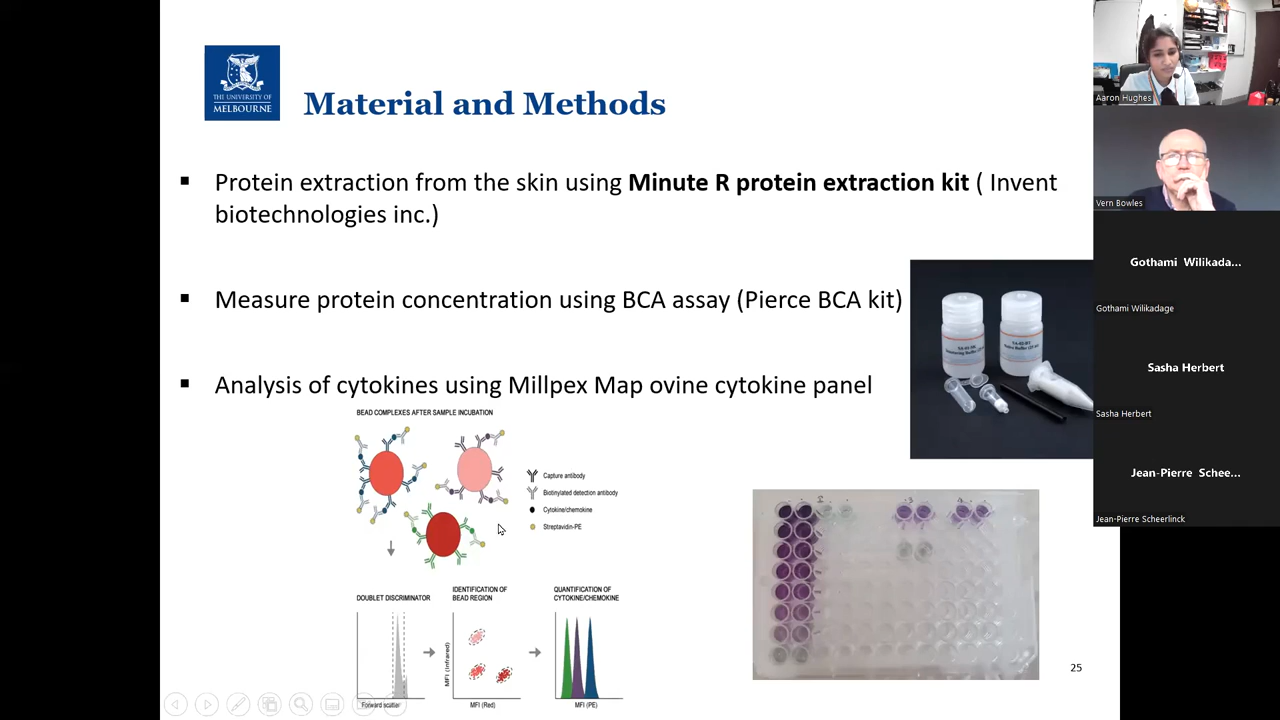 THE UNIVERSITY OF
MELBOURNE
Material and Methods
Protein extraction from the skin using Minute R protein extraction kit ( Invent
biotechnologies inc.)
Measure protein concentration using BCA assay (Pierce BCA kit)
Analysis of cytokines using Millpex Map ovine cytokine panel
BEAD COMPLEXES AFTER SAMPLE INCUBATION
Capture antibody
Biotinylated detection antibody
Cytokine/chemokine
Streptavidin-PE
DOUBLET DISCRIMINATOR
IDENTIFICATION OF
BEAD REGION
QUANTIFICATION OF
CYTOKINE/CHEMOKINE
MFI (Infrared)
Forward scatter
MFI (Red)
MFI (PE)
25
Aaron Hughes
Vern Bowles
Gothami Wilikada...
Gothami Wilikadage
Sasha Herbert
Sasha Herbert
Jean-Pierre Schee...
Jean-Pierre Scheerlinck